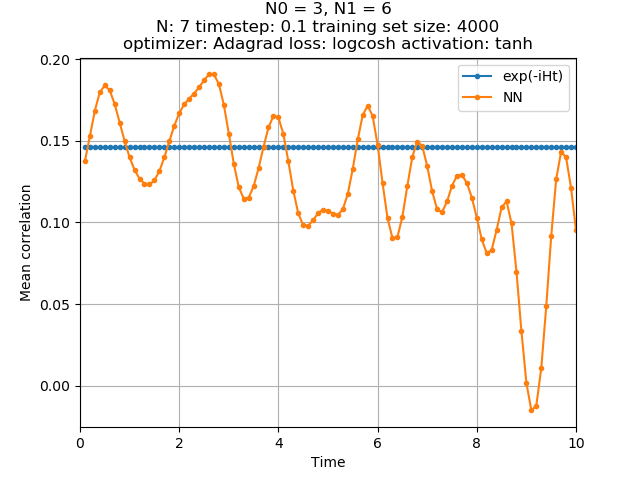 N0 = 3, N1 = 6
N: 7 timestep: 0.1 training set size: 4000
optimizer: Adagrad loss: logcosh activation: tanh
exp(-iHt)
NN
0.20
0.15
0.10
0.05
0.00
Mean correlation
0 2 4 6 8 10
Time